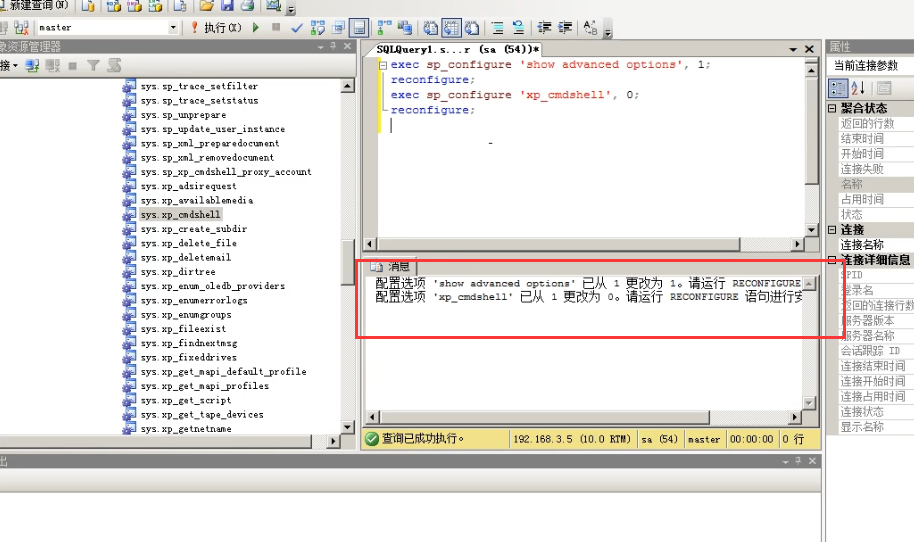 新建查询(N)
master
执行(X)
象资源管理器
接
sys.sp_trace_setfilter
sys.sp_trace_setstatus
sys.sp_unprepare
sys.sp_update_user_instance
sys.sp_xml_preparedocument
sys.sp_xml_removedocument
sys.sp_xp_cmdshell_proxy_account
sys.xp_adsirequest
sys.xp_availablemedia
sys.xp_cmdshell
sys.xp_create_subdir
sys.xp_delete_file
sys.xp_deletemail
sys.xp_dirtree
sys.xp_enum_oledb_providers
sys.xp_enumerrorlogs
sys.xp_enumgroups
sys.xp_fileexist
sys.xp_findnextmsg
sys.xp_fixeddrives
sys.xp_get_mapi_default_profile
sys.xp_get_mapi_profiles
sys.xp_get_script
sys.xp_get_tape_devices
sys.xp_getnetname
SQLQuery1.s...r (sa (54))*
exec sp_configure 'show advanced options', 1;
reconfigure;
exec sp_configure 'xp_cmdshell', 0;
reconfigure;
消息
配置选项 'show advanced options' 已从 1 更改为 1。请运行 RECONFIGURE
配置选项 'xp_cmdshell' 已从 1 更改为 0。请运行 RECONFIGURE 语句进行安
查询已成功执行。
192.168.3.5 (10.0 RTM)
sa (54)
master
00:00:00
0 行
属性
当前连接参数
聚合状态
返回的行数
结束时间
开始时间
连接失败
名称
占用时间
状态
连接
连接名称
连接详细信息
SPID
登录名
返回的连接行数
服务器版本
服务器名称
会话跟踪 ID
连接结束时间
连接开始时间
连接占用时间
连接状态
显示名称
出